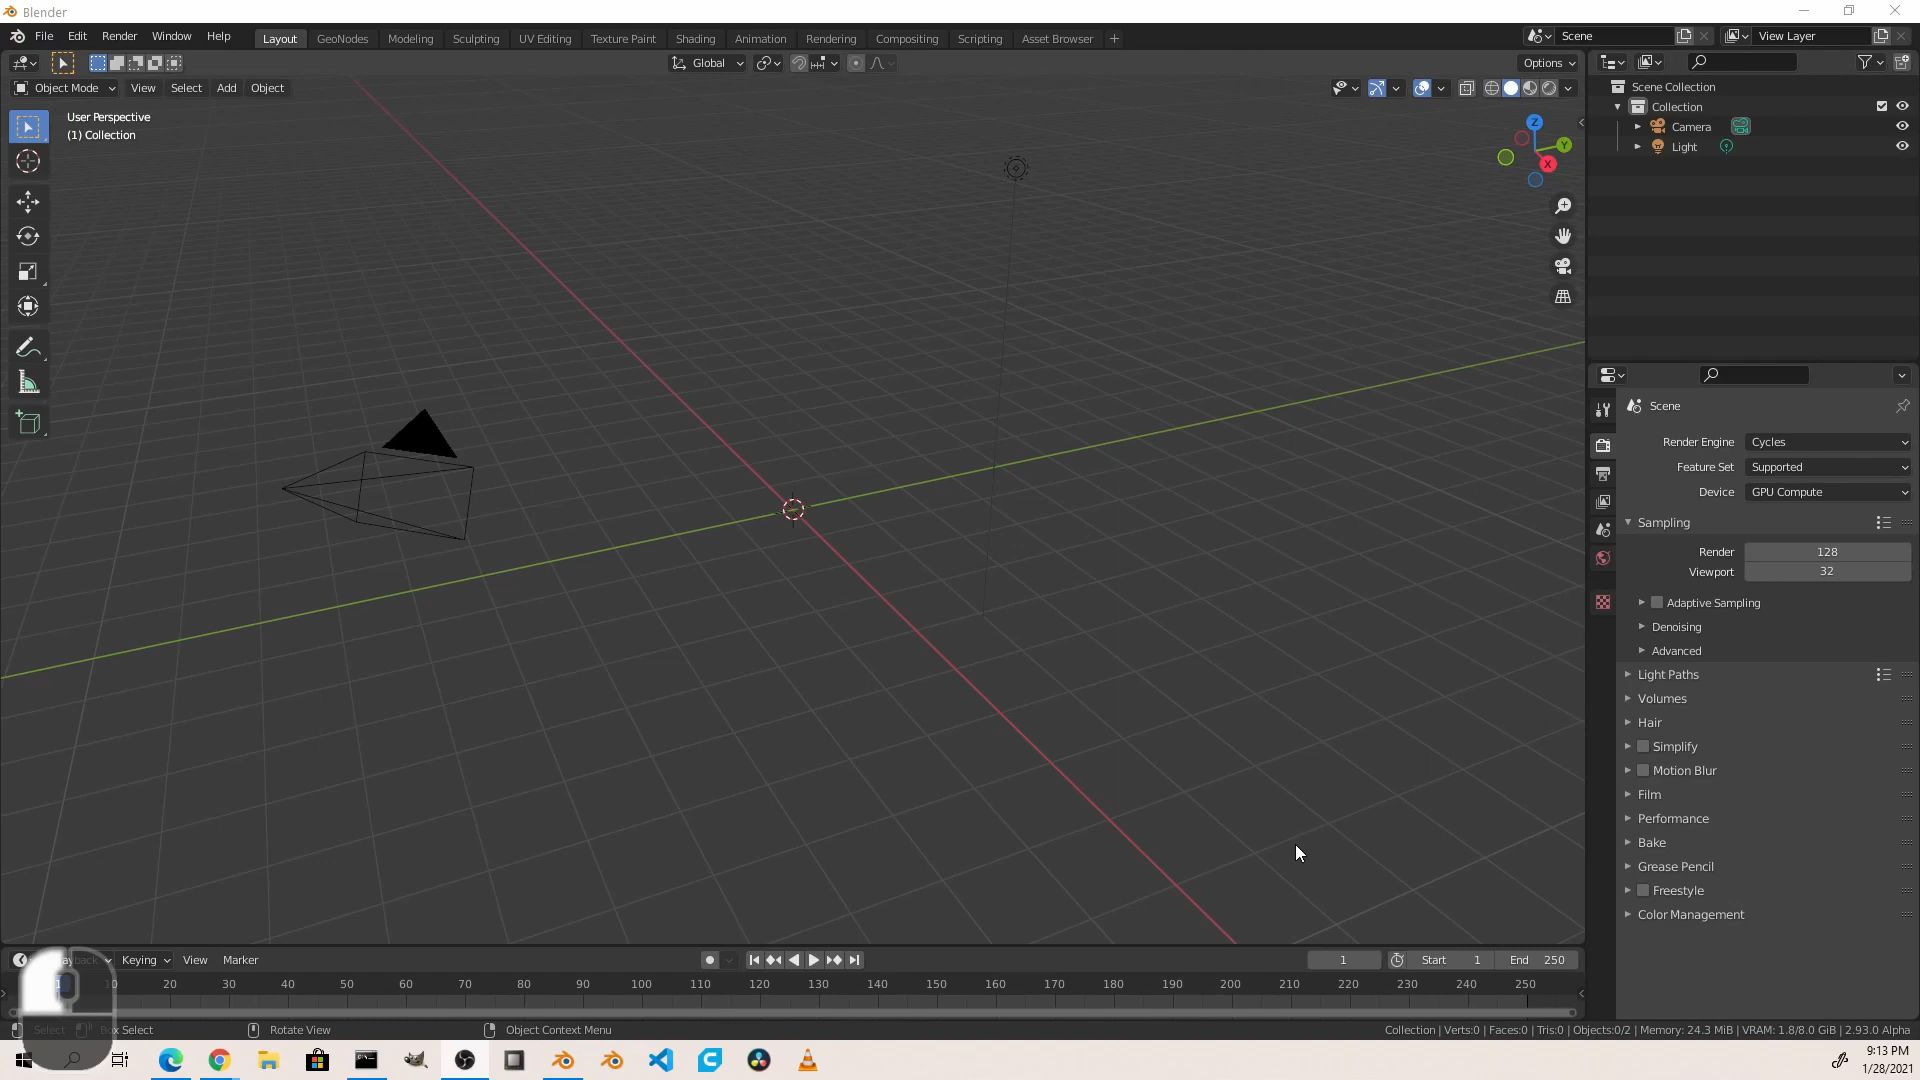 Blender
File Edit Render Window Help
Layout GeoNodes Modeling Sculpting UV Editing Texture Paint Shading Animation Rendering Compositing Scripting Asset Browser +
Scene
View Layer
Global
Options
Object Mode View Select Add Object
User Perspective
(1) Collection
Z
Y
X
Scene Collection
Collection
Camera
Light
Scene
Render Engine Cycles
Feature Set Supported
Device GPU Compute
Sampling
Render 128
Viewport 32
Adaptive Sampling
Denoising
Advanced
Light Paths
Volumes
Hair
Simplify
Motion Blur
Film
Performance
Bake
Grease Pencil
Freestyle
Color Management
Keying View Marker
1
Start 1
End 250
10 20 30 40 50 60 70 80 90 100 110 120 130 140 150 160 170 180 190 200 210 220 230 240 250
Select Box Select Rotate View Object Context Menu
Collection | Verts:0 | Faces:0 | Tris:0 | Objects:0/2 | Memory: 24.3 MiB | VRAM: 1.8/8.0 GiB | 2.93.0 Alpha
9:13 PM
1/28/2021